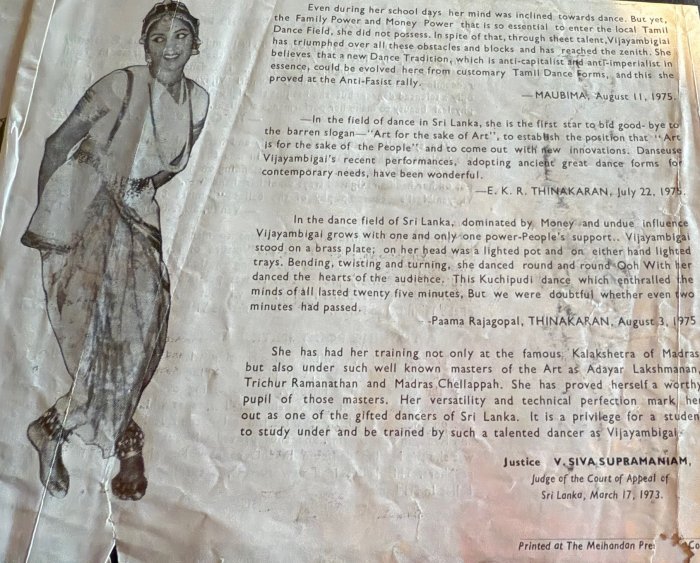 Even during her school days her mind was inclined towards dance. But yet,
the Family Power and Money Power that is so essential to enter the local Tamil
Dance Field, she did not possess. In spite of that, through sheet talent, Vijayambigai
has triumphed over all these obstacles and blocks and has reached the zenith. She
believes that a new Dance Tradition, which is anti-capitalist and anti-imperialist in
essence, could be evolved here from customary Tamil Dance Forms, and this she
proved at the Anti-Fasist rally.
—MAUBIMA, August 11, 1975.
—In the field of dance in Sri Lanka, she is the first star to bid good- bye to
the barren slogan—"Art for the sake of Art", to establish the position that "Art
is for the sake of the People" and to come out with new innovations. Danseuse
Vijayambigai's recent performances, adopting ancient great dance forms for
contemporary needs, have been wonderful.
—E. K. R. THINAKARAN, July 22, 1975.
In the dance field of Sri Lanka, dominated by Money and undue influence
Vijayambigai grows with one and only one power-People's support.. Vijayambigai
stood on a brass plate; on her head was a lighted pot and on either hand lighted
trays. Bending, twisting and turning, she danced round and round Ooh With her
danced the hearts of the audience. This Kuchipudi dance which enthralled the
minds of all lasted twenty five minutes, But we were doubtful whether even two
minutes had passed.
-Paama Rajagopal, THINAKARAN, August 3, 1975
She has had her training not only at the famous Kalakshetra of Madras
but also under such well known masters of the Art as Adayar Lakshmanan,
Trichur Ramanathan and Madras Chellappah. She has proved herself a worthy
pupil of those masters. Her versatility and technical perfection mark her
out as one of the gifted dancers of Sri Lanka. It is a privilege for a studen
to study under and be trained by such a talented dancer as Vijayambigai
Justice V. SIVA SUPRAMANIAM,
Judge of the Court of Appeal of
Sri Lanka, March 17, 1973.
Printed at The Meihandan Pre Co